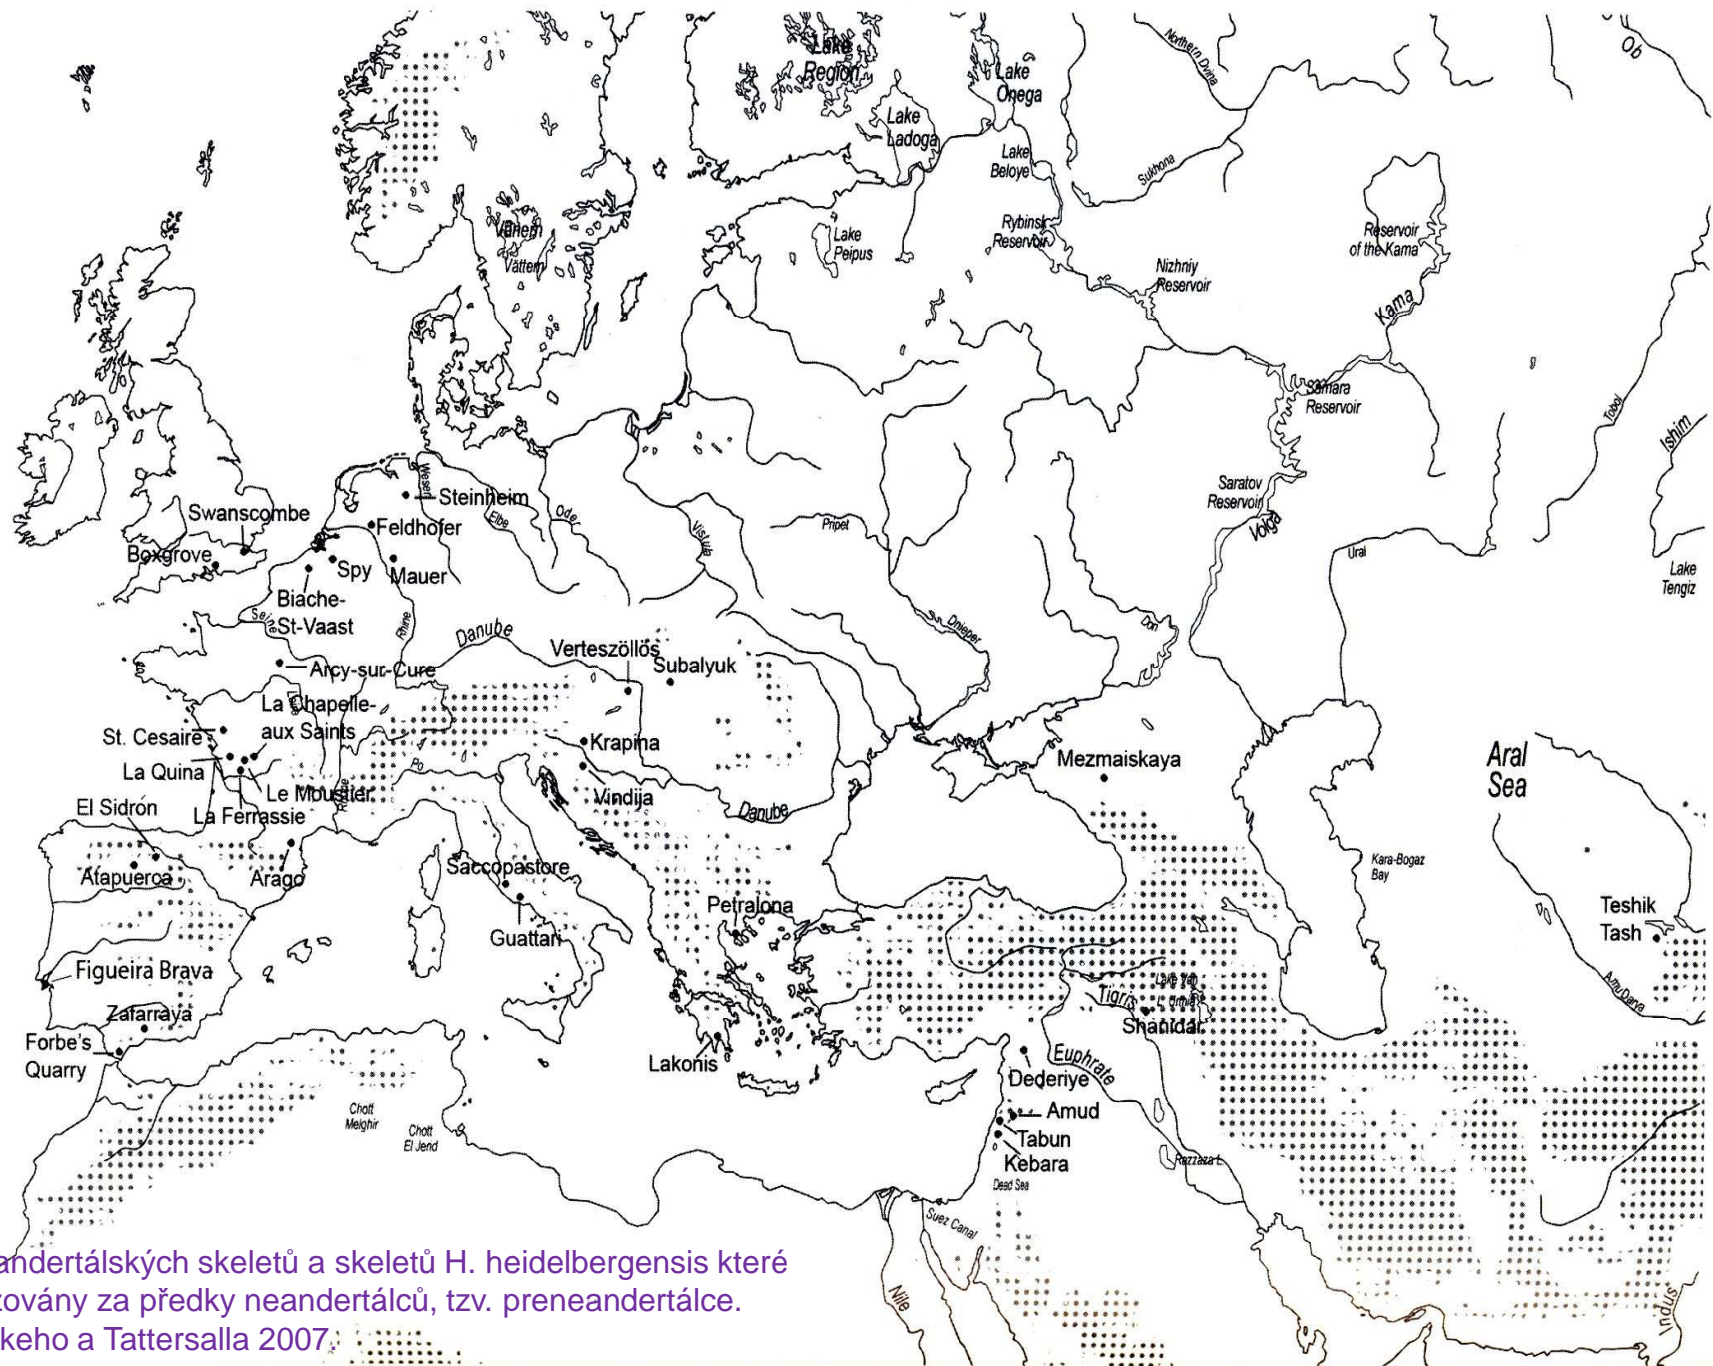 Lake
Region
Lake
Onega
Northern Dvina
Ob
Lake
Ladoga
Lake
Beloye
Sukhona
Vänern
Vättern
Lake
Peipus
Rybinsk
Reservoir
Reservoir
of the Kama
Nizhniy
Reservoir
Kama
Samara
Reservoir
Tobol
Ishim
Saratov
Reservoir
Volga
Weser
Steinheim
Swanscombe
Feldhofer
Elbe
Oder
Vistula
Pripet
Ural
Boxgrove
Spy
Mauer
Lake
Tengiz
Biache-
St-Vaast
Seine
Rhine
Danube
Dnieper
Don
Verteszöllös
Subalyuk
Arcy-sur-Cure
La Chapelle-
aux Saints
St. Cesaire
La Quina
Krapina
Mezmaiskaya
Aral
Sea
Po
Le Moustier
Vindija
Danube
El Sidrón
La Ferrassie
Kara-Bogaz
Bay
Atapueroa
Arago
Saccopastore
Petralona
Teshik
Tash
Guattari
Figueira Brava
Amu Darya
Lake Van
L. Urmia
Tigris
Zafarraya
Shanidar
Forbe's
Quarry
Lakonis
Euphrate
Dederiye
Chott
Melghir
Chott
El Jerid
Amud
Tabun
Kebara
Razzaza L.
Dead Sea
Suez Canal
Nile
Indus
andertálských skeletů a skeletů H. heidelbergensis které
zovány za předky neandertálců, tzv. preneandertálce.
keho a Tattersalla 2007.